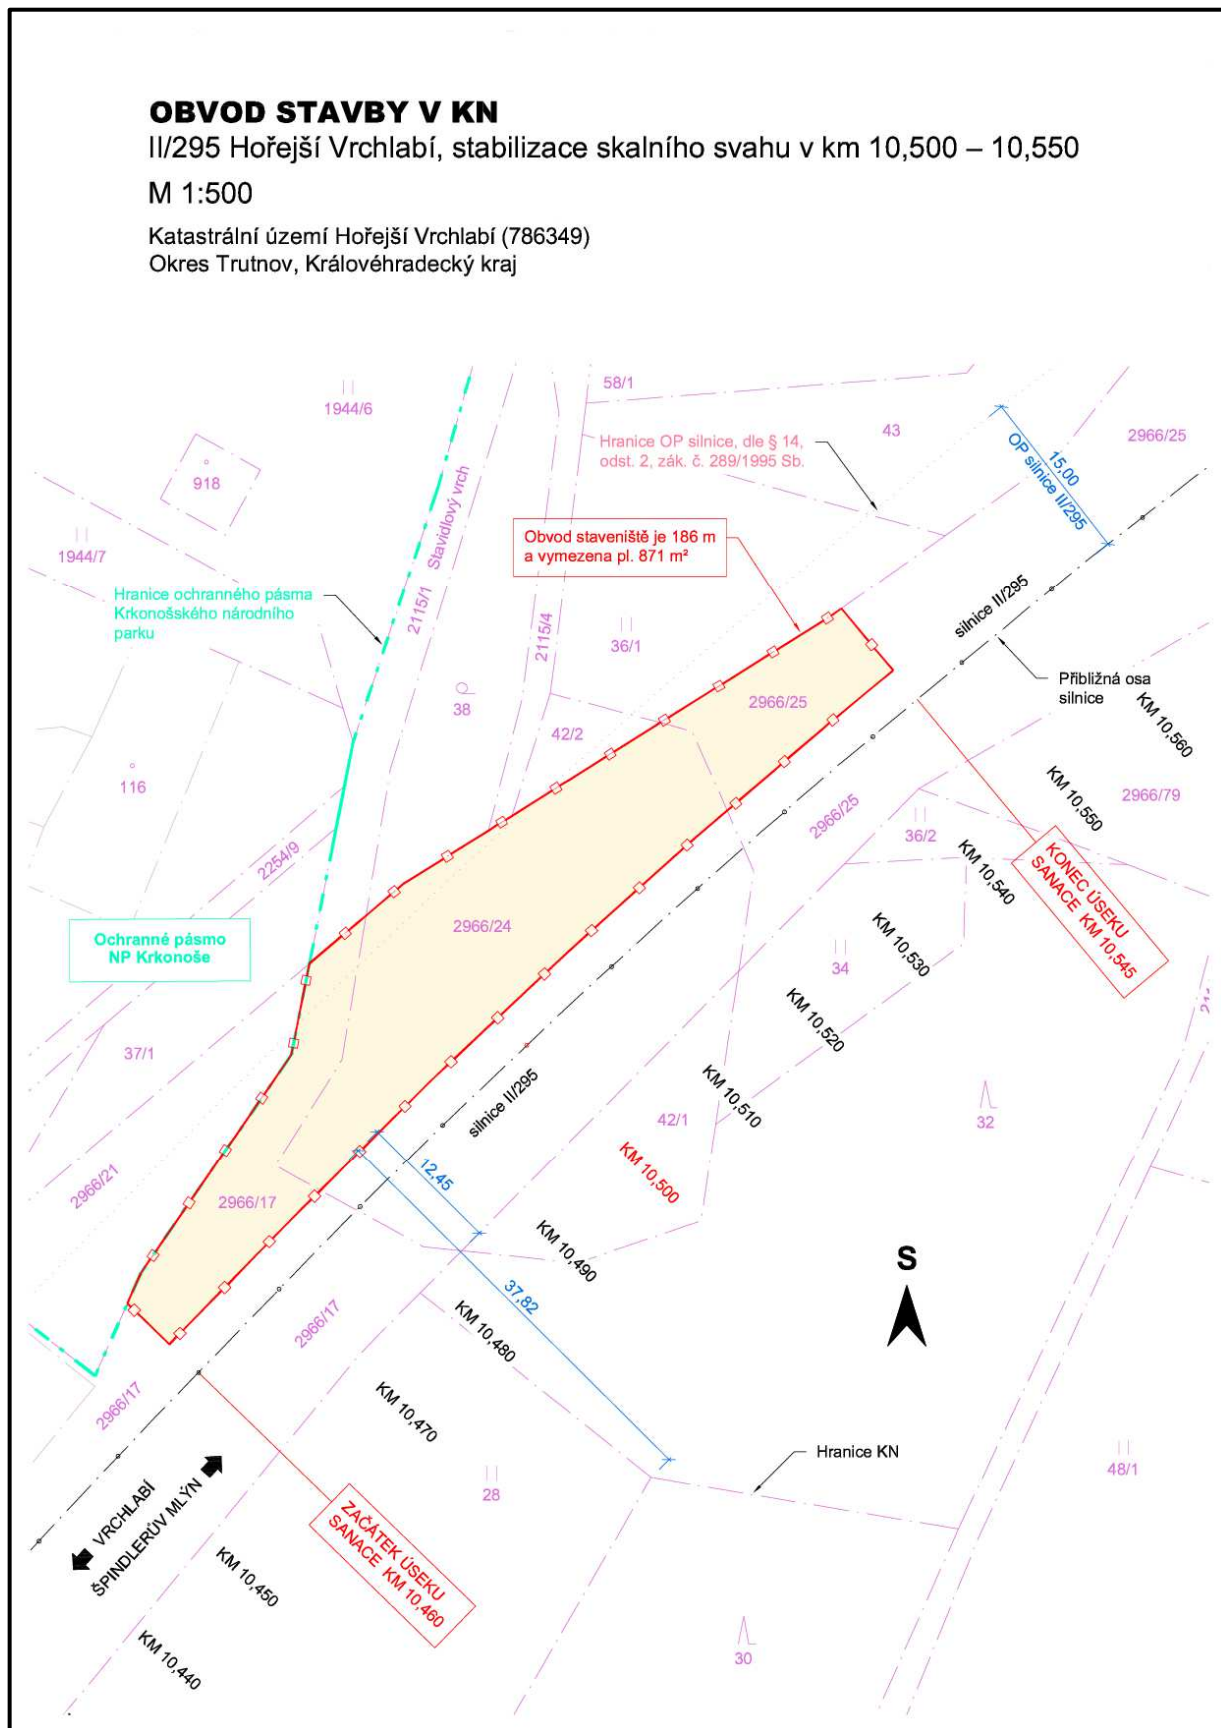 OBVOD STAVBY V KN
II/295 Hořejší Vrchlabí, stabilizace skalního svahu v km 10,500 – 10,550
M 1:500
Katastrální území Hořejší Vrchlabí (786349)
Okres Trutnov, Královéhradecký kraj
58/1
1944/6
43
2966/25
Hranice OP silnice, dle § 14,
odst. 2, zák. č. 289/1995 Sb.
15,00
OP silnice II/295
918
Stavidlový vrch
2115/1
1944/7
Obvod staveniště je 186 m
a vymezena pl. 871 m²
Hranice ochranného pásma
Krkonošského národního
parku
2115/4
36/1
silnice II/295
Přibližná osa
silnice
38
42/2
2966/25
KM 10,560
116
2966/25
KM 10,550
2966/79
36/2
2254/9
KM 10,540
KONEC ÚSEKU
SANACE KM 10,545
2966/24
Ochranné pásmo
NP Krkonoše
KM 10,530
34
KM 10,520
37/1
silnice II/295
KM 10,510
42/1
32
2966/21
2966/17
12,45
KM 10,500
KM 10,490
S
37,82
2966/17
KM 10,480
2966/17
KM 10,470
Hranice KN
48/1
28
VRCHLABÍ
ŠPINDLERŮV MLÝN
ZAČÁTEK ÚSEKU
SANACE KM 10,460
KM 10,450
KM 10,440
30